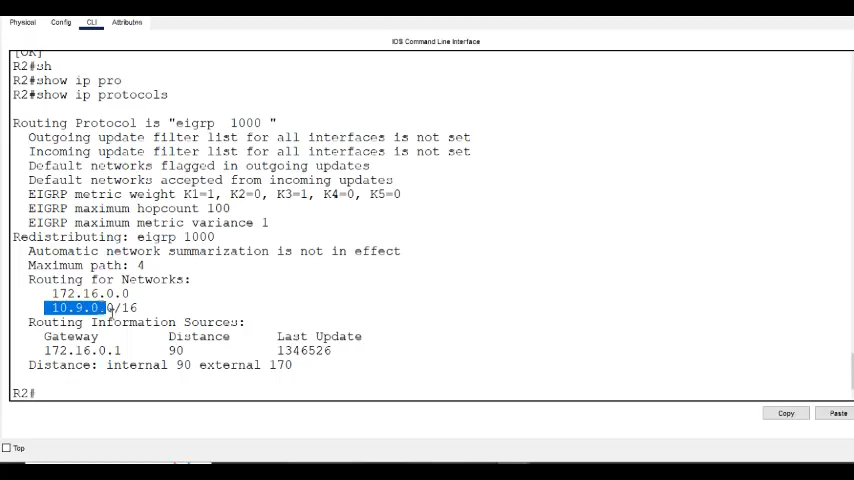 Physical Config CLI Attributes
IOS Command Line Interface
[OK]
R2#sh
R2#show ip pro
R2#show ip protocols
Routing Protocol is "eigrp  1000 "
Outgoing update filter list for all interfaces is not set
Incoming update filter list for all interfaces is not set
Default networks flagged in outgoing updates
Default networks accepted from incoming updates
EIGRP metric weight K1=1, K2=0, K3=1, K4=0, K5=0
EIGRP maximum hopcount 100
EIGRP maximum metric variance 1
Redistributing: eigrp 1000
Automatic network summarization is not in effect
Maximum path: 4
Routing for Networks:
172.16.0.0
10.9.0.0/16
Routing Information Sources:
Gateway Distance Last Update
172.16.0.1 90 1346526
Distance: internal 90 external 170
R2#
Copy Paste
Top